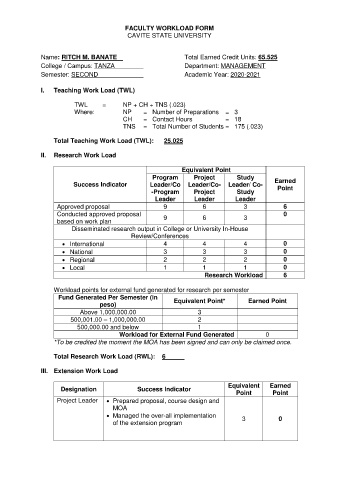 FACULTY WORKLOAD FORM
CAVITE STATE UNIVERSITY
Name: RITCH M. BANATE Total Earned Credit Units: 65.525
College / Campus: TANZA Department: MANAGEMENT
Semester: SECOND Academic Year: 2020-2021
I. Teaching Work Load (TWL)
TWL = NP + CH + TNS (.023)
Where: NP = Number of Preparations = 3
CH = Contact Hours = 18
TNS = Total Number of Students = 175 (.023)
Total Teaching Work Load (TWL): 25.025
II. Research Work Load
Success Indicator Equivalent Point Earned Point
Program Leader/Co-Program Leader Project Leader/Co-Project Leader Study Leader/ Co-Study Leader
Approved proposal 9 6 3 6
Conducted approved proposal based on work plan 9 6 3 0
Disseminated research output in College or University In-House Review/Conferences
• International 4 4 4 0
• National 3 3 3 0
• Regional 2 2 2 0
• Local 1 1 1 0
Research Workload 6
Workload points for external fund generated for research per semester
Fund Generated Per Semester (in peso) Equivalent Point* Earned Point
Above 1,000,000.00 3
500,001.00 – 1,000,000.00 2
500,000.00 and below 1
Workload for External Fund Generated 0
*To be credited the moment the MOA has been signed and can only be claimed once.
Total Research Work Load (RWL): 6
III. Extension Work Load
Designation Success Indicator Equivalent Point Earned Point
Project Leader • Prepared proposal, course design and MOA
• Managed the over-all implementation of the extension program 3 0